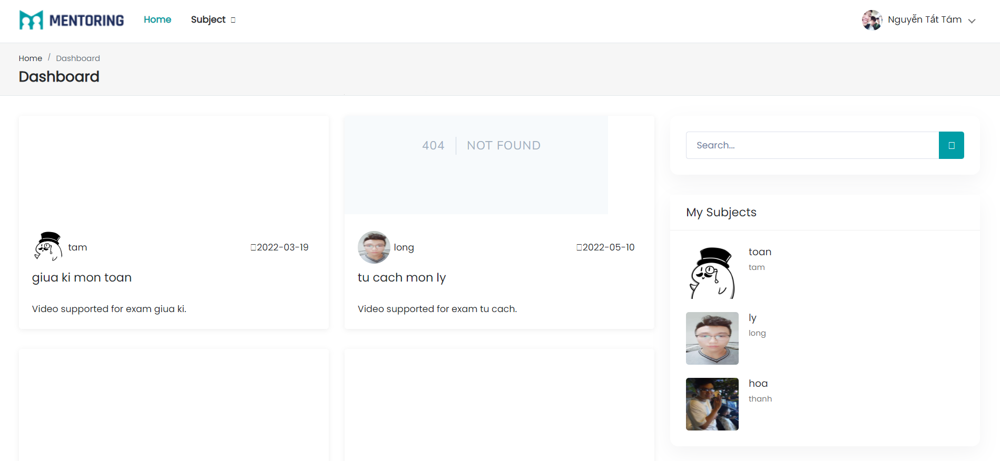 MENTORING
Home
Subject
Nguyễn Tất Tám
Home / Dashboard
Dashboard
404
NOT FOUND
tam
2022-03-19
giua ki mon toan
Video supported for exam giua ki.
long
2022-05-10
tu cach mon ly
Video supported for exam tu cach.
Search...
My Subjects
toan
tam
ly
long
hoa
thanh